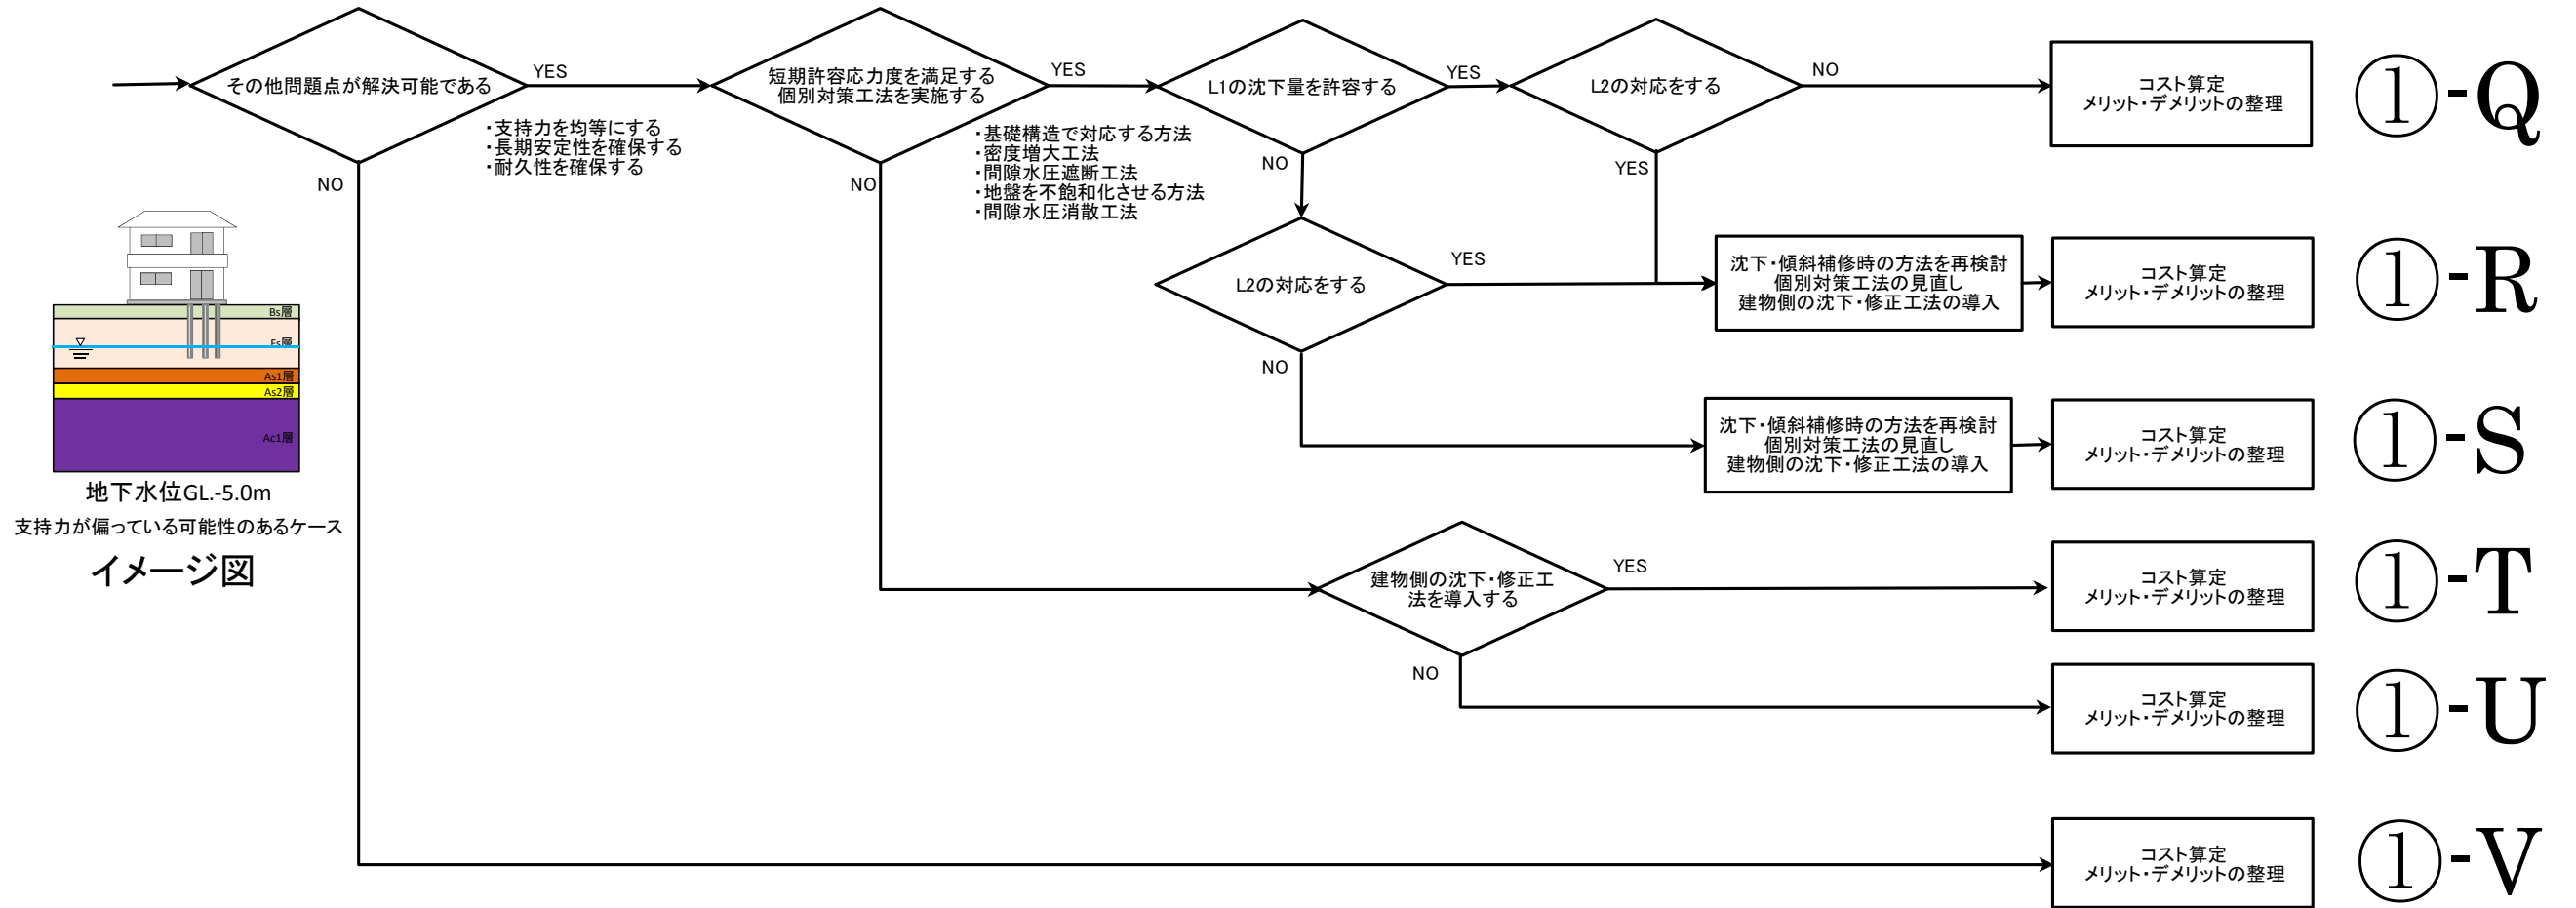 その他問題点が解決可能である
YES
・支持力を均等にする
・長期安定性を確保する
・耐久性を確保する
NO
短期許容応力度を満足する
個別対策工法を実施する
YES
・基礎構造で対応する方法
・密度増大工法
・間隙水圧遮断工法
・地盤を不飽和化させる方法
・間隙水圧消散工法
NO
L1の沈下量を許容する
YES
NO
L2の対応をする
NO
YES
コスト算定
メリット・デメリットの整理
①-Q
L2の対応をする
YES
NO
沈下・傾斜補修時の方法を再検討
個別対策工法の見直し
建物側の沈下・修正工法の導入
コスト算定
メリット・デメリットの整理
①-R
沈下・傾斜補修時の方法を再検討
個別対策工法の見直し
建物側の沈下・修正工法の導入
コスト算定
メリット・デメリットの整理
①-S
建物側の沈下・修正工
法を導入する
YES
NO
コスト算定
メリット・デメリットの整理
①-T
コスト算定
メリット・デメリットの整理
①-U
コスト算定
メリット・デメリットの整理
①-V
Bs層
Fs層
As1層
As2層
Ac1層
地下水位GL.-5.0m
支持力が偏っている可能性のあるケース
イメージ図